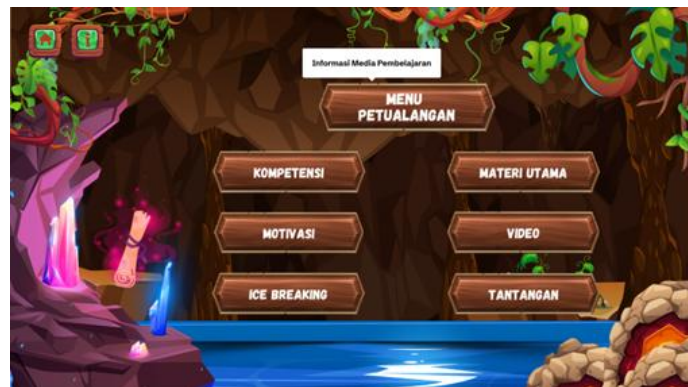 Informasi Media Pembelajaran
MENU
PETUALANGAN
KOMPETENSI
MATERI UTAMA
MOTIVASI
VIDEO
ICE BREAKING
TANTANGAN